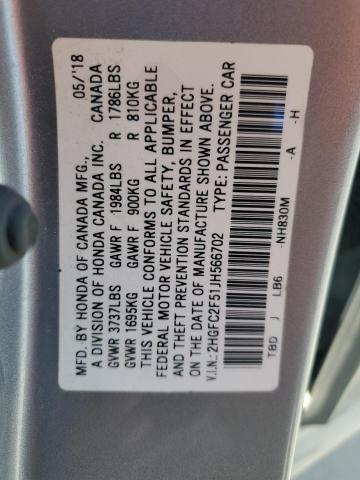 MFD. BY HONDA OF CANADA MFG., 05/'18
A DIVISION OF HONDA CANADA INC. CANADA
GVWR 3737LBS GAWR F 1984LBS R 1786LBS
GVWR 1695KG GAWR F 900KG R 810KG
THIS VEHICLE CONFORMS TO ALL APPLICABLE
FEDERAL MOTOR VEHICLE SAFETY, BUMPER,
AND THEFT PREVENTION STANDARDS IN EFFECT
ON THE DATE OF MANUFACTURE SHOWN ABOVE.
V.I.N.: 2HGFC2F51JH566702 TYPE: PASSENGER CAR
TBD J LB6 -NH830M -A -H